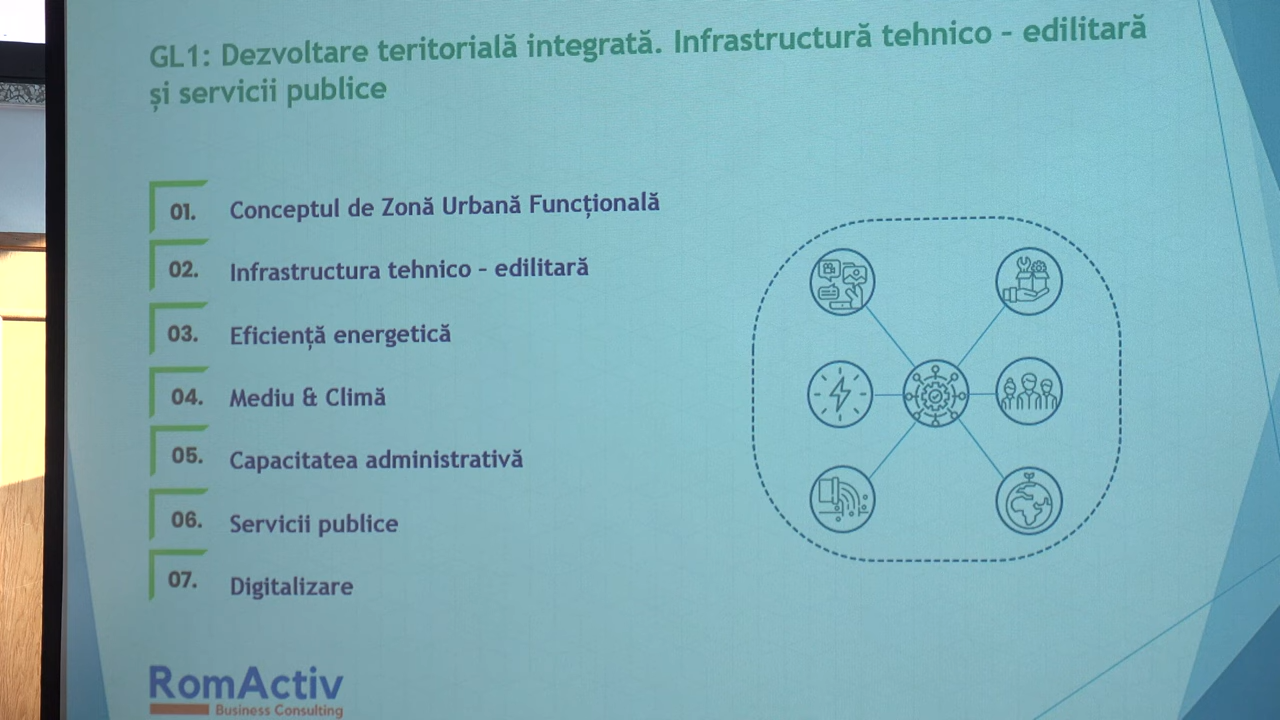 GL1: Dezvoltare teritorială integrată. Infrastructură tehnico - edilitară
și servicii publice
01. Conceptul de Zonă Urbană Funcțională
02. Infrastructura tehnico - edilitară
03. Eficiență energetică
04. Mediu & Climă
05. Capacitatea administrativă
06. Servicii publice
07. Digitalizare
RomActiv
Business Consulting